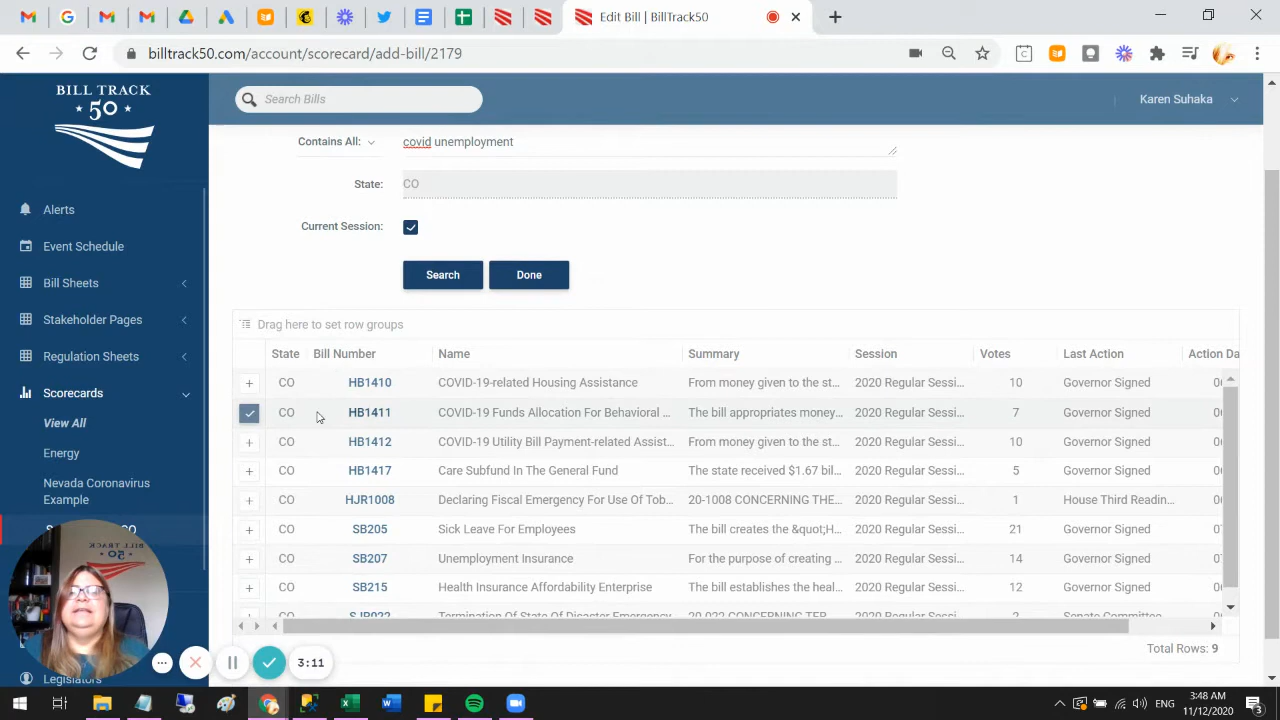 Edit Bill | BillTrack50
billtrack50.com/account/scorecard/add-bill/2179
BILL TRACK
50
Search Bills
Karen Suhaka
Alerts
Event Schedule
Bill Sheets
Stakeholder Pages
Regulation Sheets
Scorecards
View All
Energy
Nevada Coronavirus
Example
CO
Legislators
Contains All:
covid unemployment
State:
CO
Current Session:
Search
Done
Drag here to set row groups
State Bill Number Name Summary Session Votes Last Action Action Da
CO HB1410 COVID-19-related Housing Assistance From money given to the st... 2020 Regular Sessi... 10 Governor Signed
CO HB1411 COVID-19 Funds Allocation For Behavioral ... The bill appropriates money... 2020 Regular Sessi... 7 Governor Signed
CO HB1412 COVID-19 Utility Bill Payment-related Assist... From money given to the st... 2020 Regular Sessi... 10 Governor Signed
CO HB1417 Care Subfund In The General Fund The state received $1.67 bil... 2020 Regular Sessi... 5 Governor Signed
CO HJR1008 Declaring Fiscal Emergency For Use Of Tob... 20-1008 CONCERNING THE... 2020 Regular Sessi... 1 House Third Readin...
CO SB205 Sick Leave For Employees The bill creates the &quot;H... 2020 Regular Sessi... 21 Governor Signed
CO SB207 Unemployment Insurance For the purpose of creating ... 2020 Regular Sessi... 14 Governor Signed
CO SB215 Health Insurance Affordability Enterprise The bill establishes the heal... 2020 Regular Sessi... 12 Governor Signed
Total Rows: 9
BILL TRACK
50
3:11
ENG
3:48 AM
11/12/2020
3